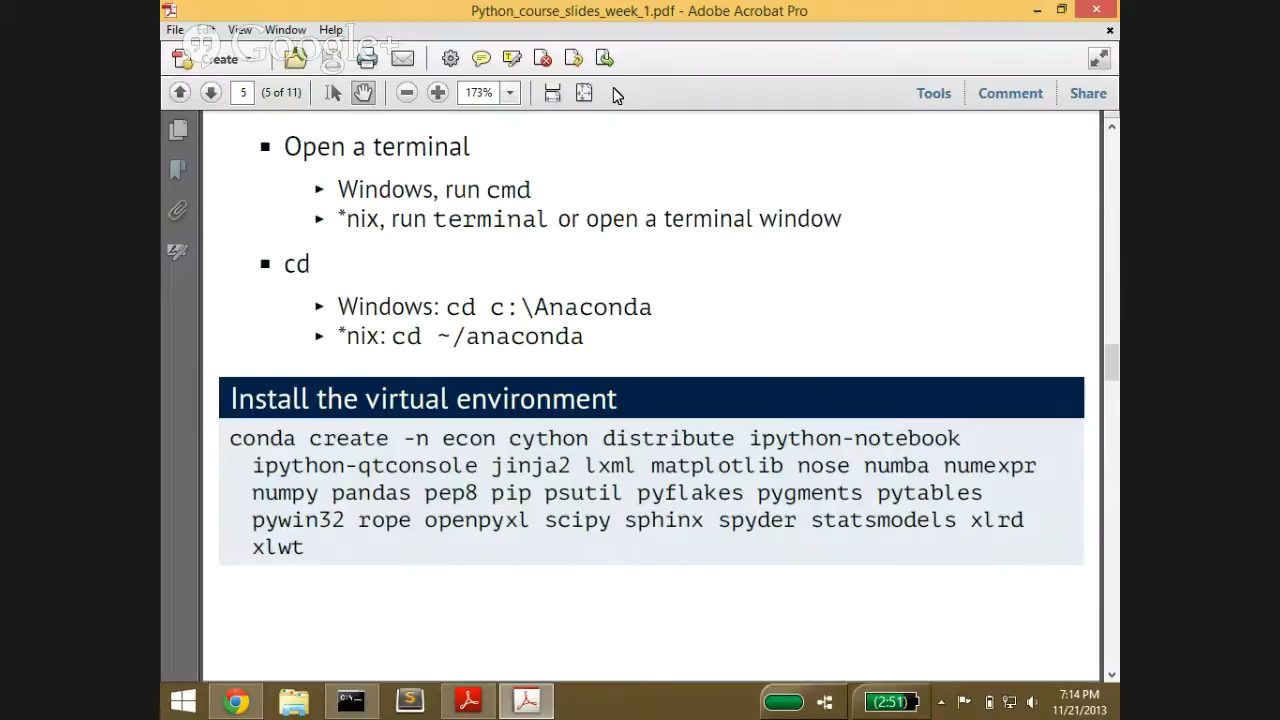 Python_course_slides_week_1.pdf - Adobe Acrobat Pro
File Edit View Window Help
Google+
Create
5 (5 of 11) 173% Tools Comment Share
▪ Open a terminal
▸ Windows, run cmd
▸ *nix, run terminal or open a terminal window
▪ cd
▸ Windows: cd c:\Anaconda
▸ *nix: cd ~/anaconda
Install the virtual environment
conda create -n econ cython distribute ipython-notebook
ipython-qtconsole jinja2 lxml matplotlib nose numba numexpr
numpy pandas pep8 pip psutil pyflakes pygments pytables
pywin32 rope openpyxl scipy sphinx spyder statsmodels xlrd
xlwt
(2:51) 7:14 PM
11/21/2013